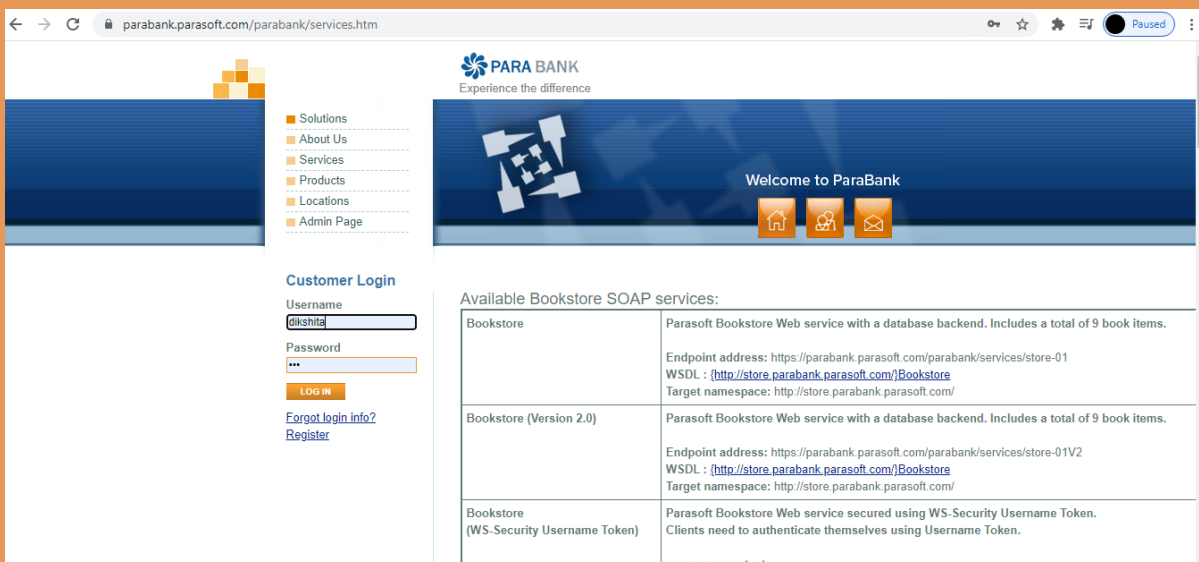 parabank.parasoft.com/parabank/services.htm
Paused
PARA BANK
Experience the difference
Solutions
About Us
Services
Products
Locations
Admin Page
Welcome to ParaBank
Customer Login
Username
dikshita
Password
•••
LOG IN
Forgot login info?
Register
Available Bookstore SOAP services:
Bookstore
Parasoft Bookstore Web service with a database backend. Includes a total of 9 book items.
Endpoint address: https://parabank.parasoft.com/parabank/services/store-01
WSDL : {http://store.parabank.parasoft.com/}Bookstore
Target namespace: http://store.parabank.parasoft.com/
Bookstore (Version 2.0)
Parasoft Bookstore Web service with a database backend. Includes a total of 9 book items.
Endpoint address: https://parabank.parasoft.com/parabank/services/store-01V2
WSDL : {http://store.parabank.parasoft.com/}Bookstore
Target namespace: http://store.parabank.parasoft.com/
Bookstore
(WS-Security Username Token)
Parasoft Bookstore Web service secured using WS-Security Username Token.
Clients need to authenticate themselves using Username Token.